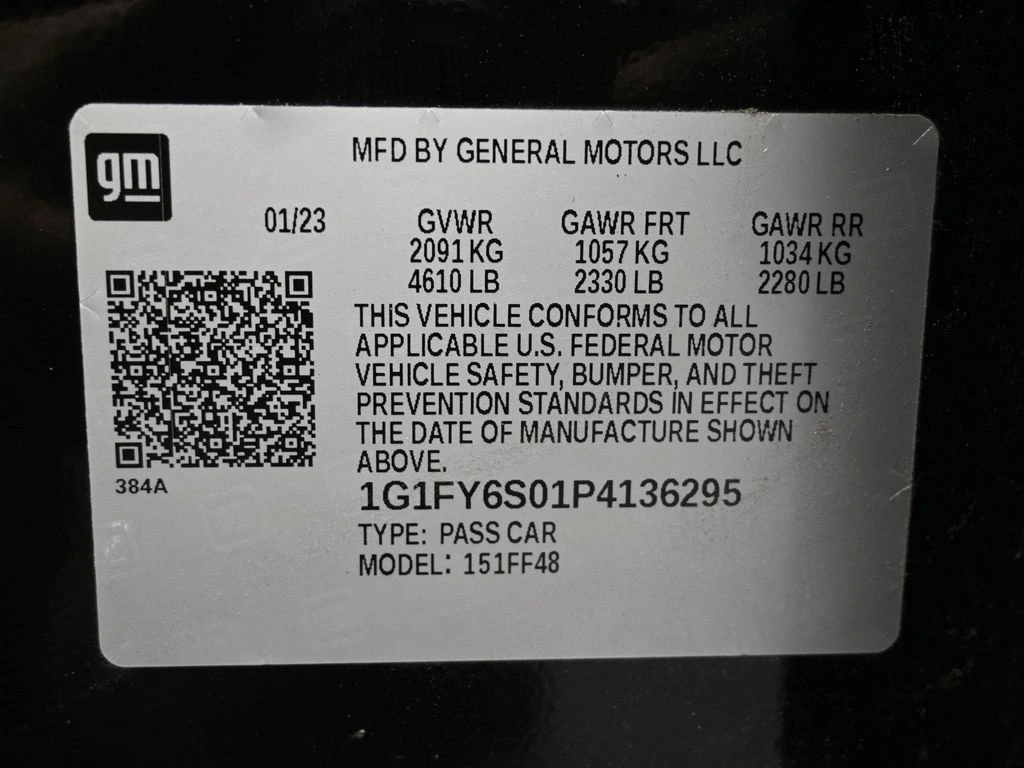 gm
MFD BY GENERAL MOTORS LLC
01/23 GVWR GAWR FRT GAWR RR
2091 KG 1057 KG 1034 KG
4610 LB 2330 LB 2280 LB
THIS VEHICLE CONFORMS TO ALL
APPLICABLE U.S. FEDERAL MOTOR
VEHICLE SAFETY, BUMPER, AND THEFT
PREVENTION STANDARDS IN EFFECT ON
THE DATE OF MANUFACTURE SHOWN
ABOVE.
384A
1G1FY6S01P4136295
TYPE: PASS CAR
MODEL: 151FF48